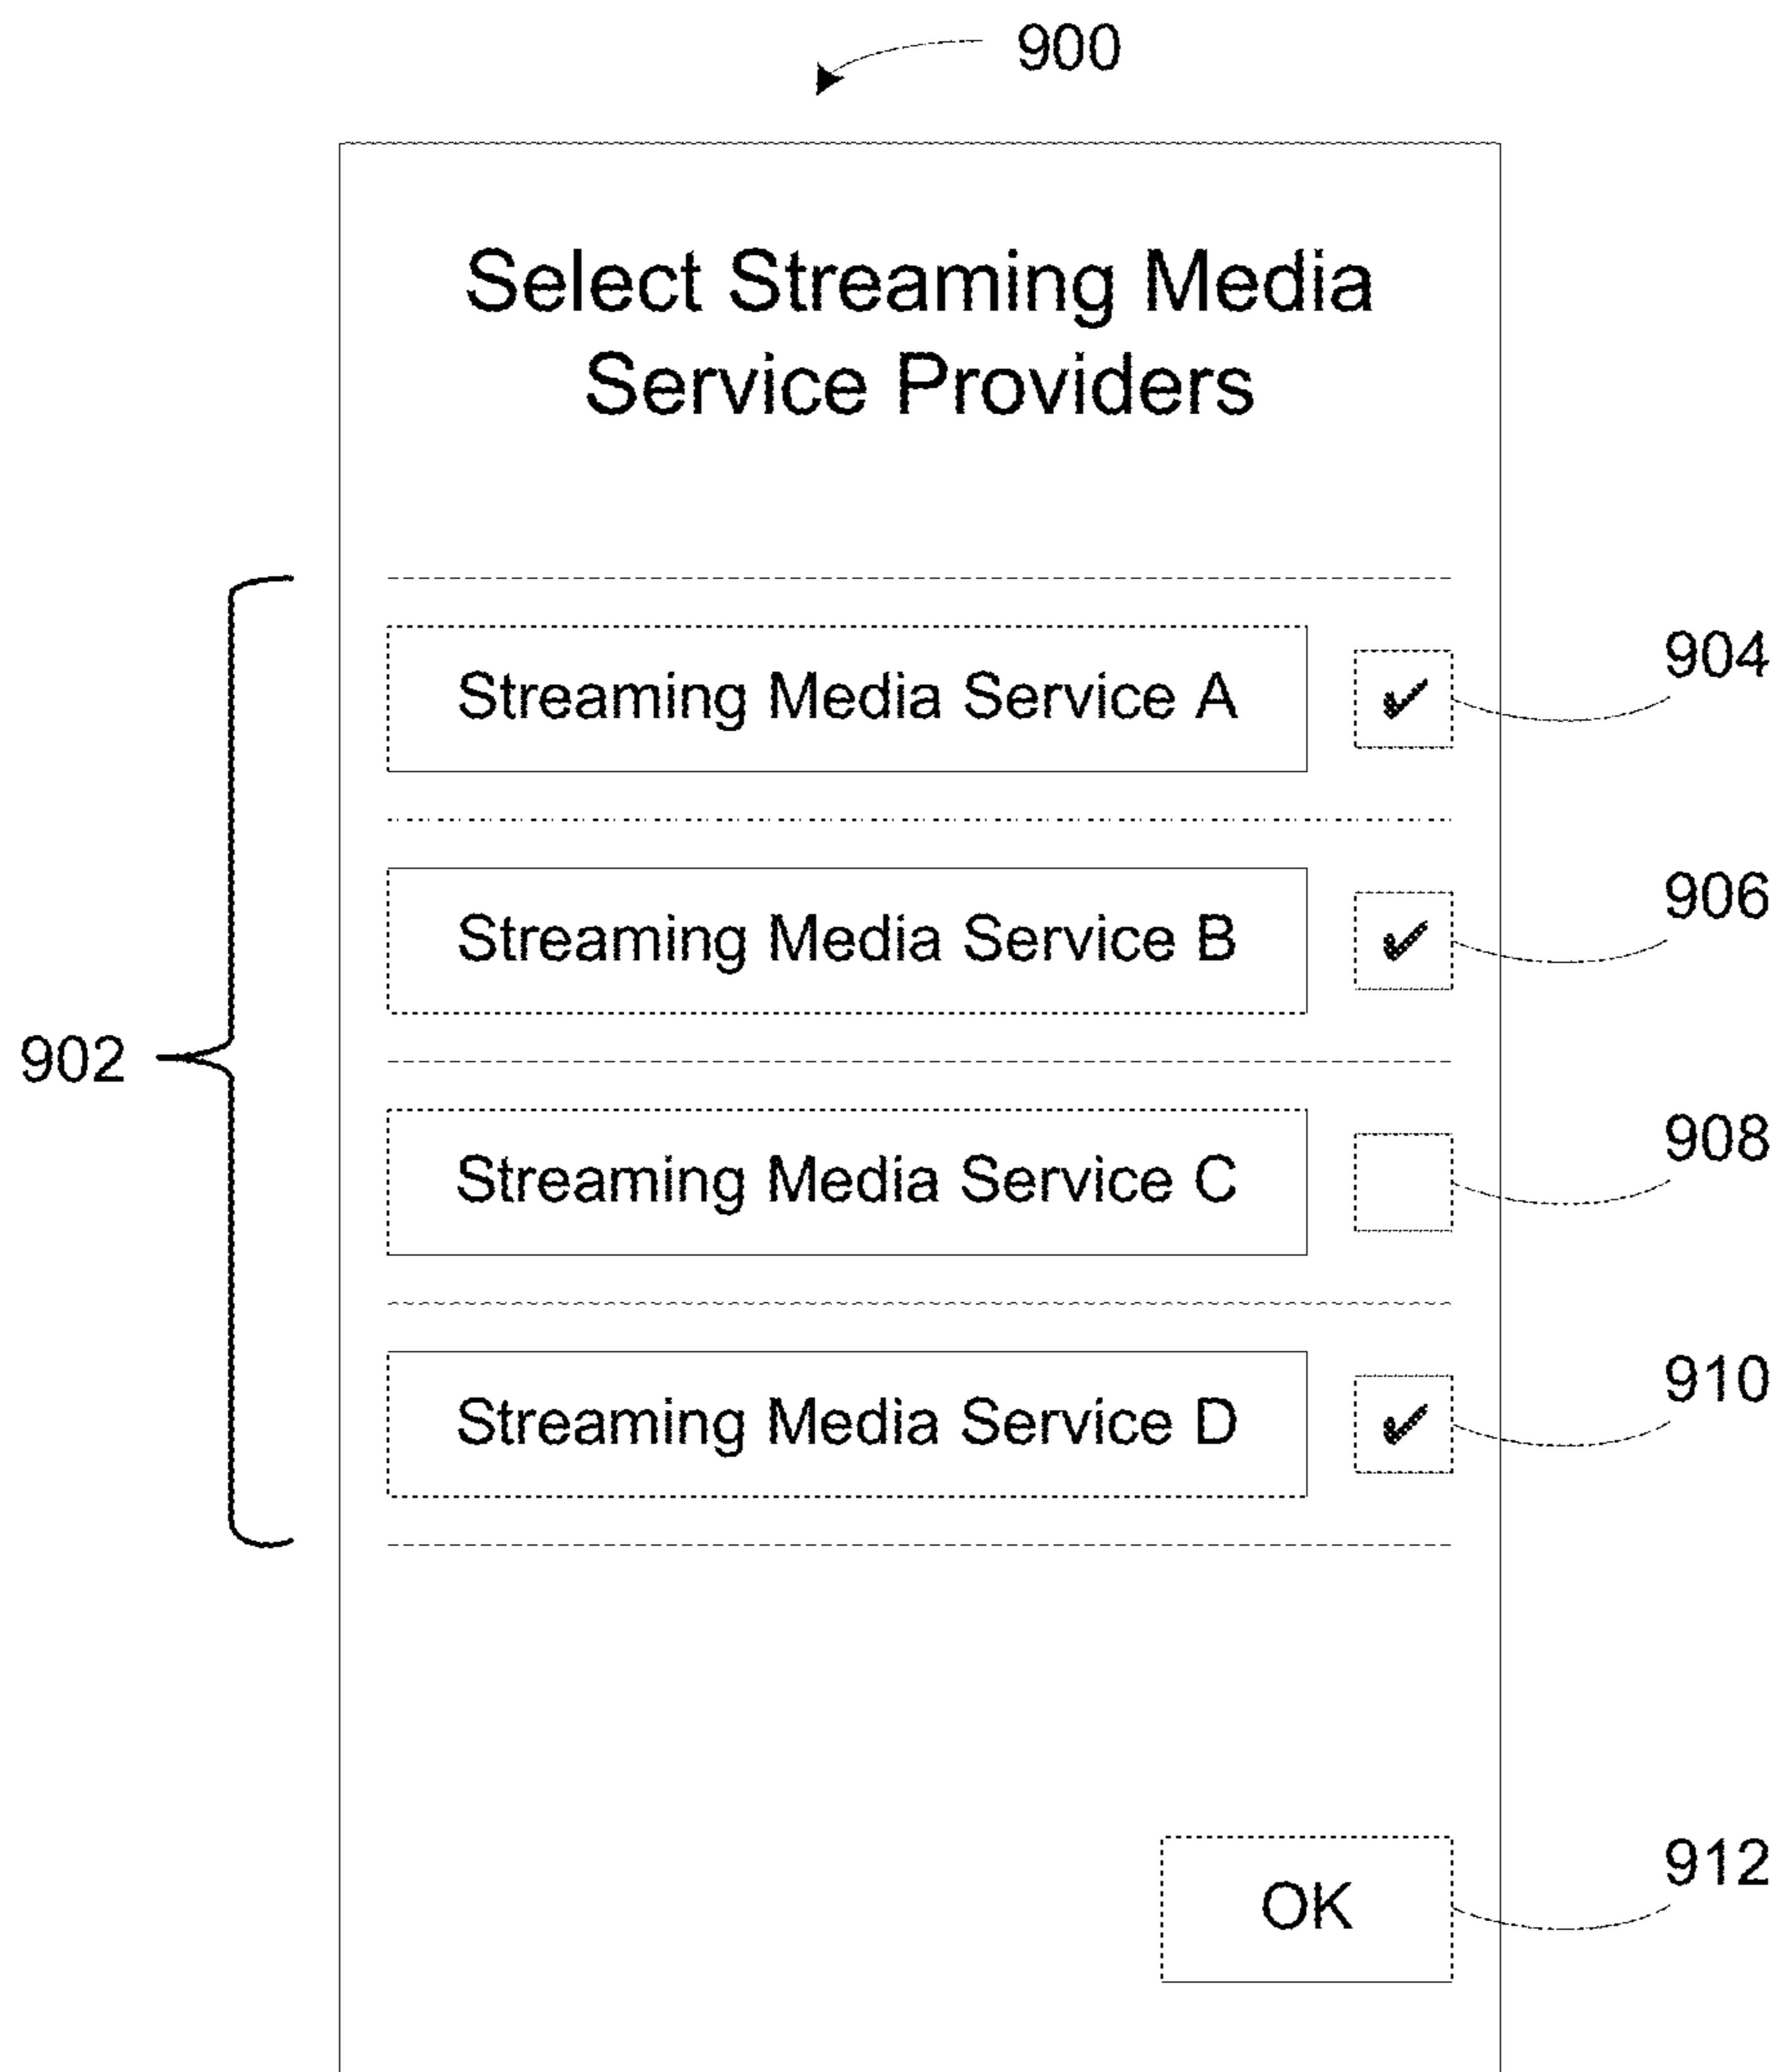 900
Select Streaming Media
Service Providers
Streaming Media Service A
904
Streaming Media Service B
906
902
Streaming Media Service C
908
Streaming Media Service D
910
OK
912